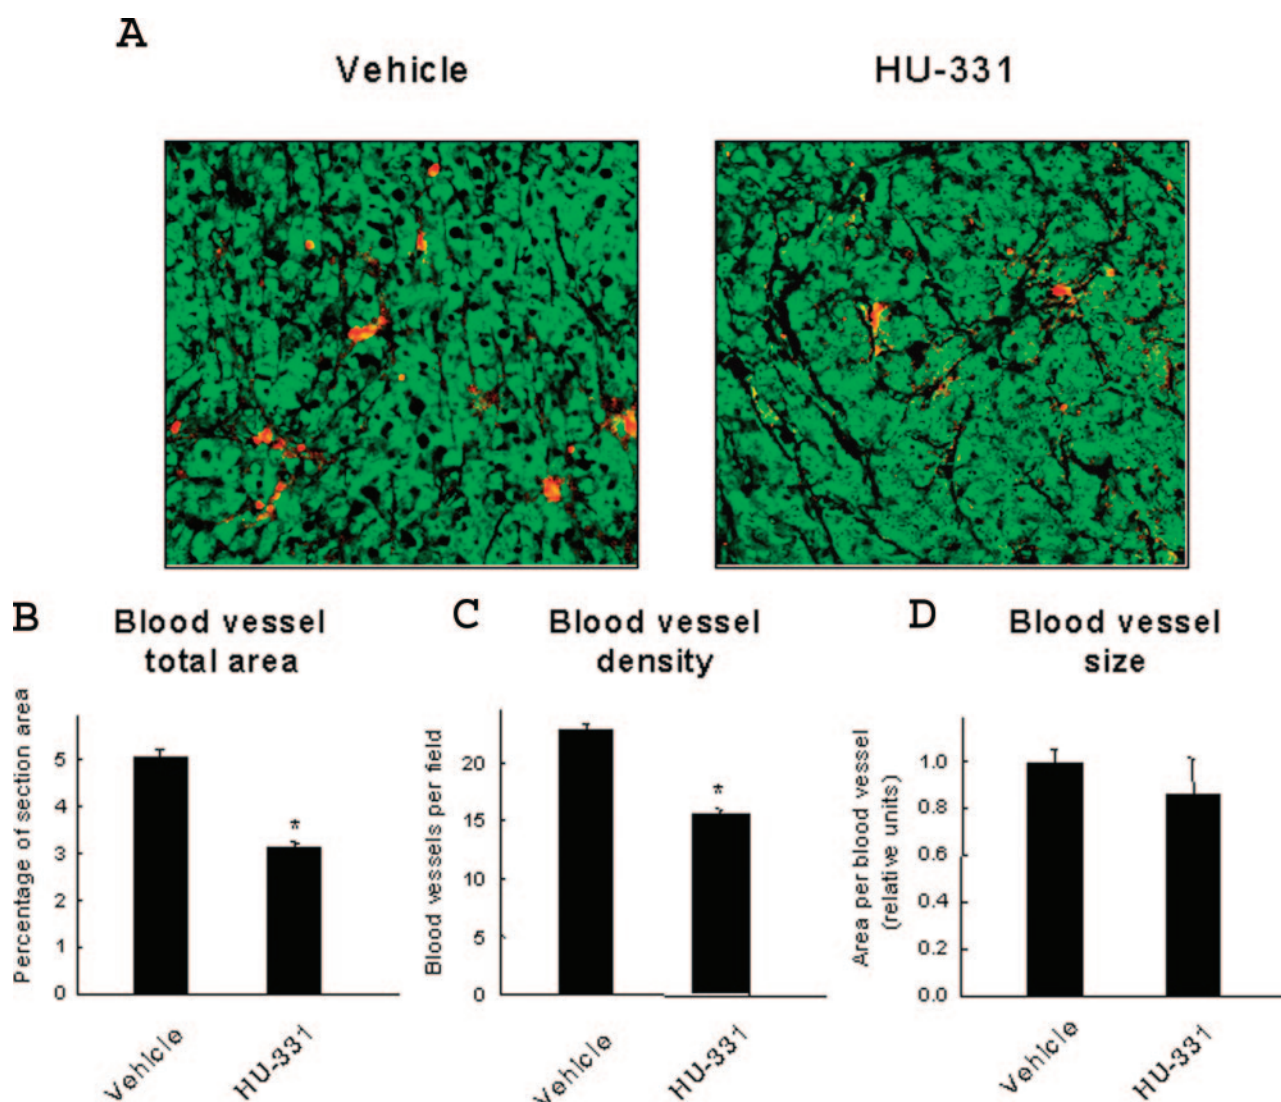 A
Vehicle
HU-331
B
Blood vessel
total area
Percentage of section area
5
4
3
2
1
0
*
Vehicle
HU-331
C
Blood vessel
density
Blood vessels per field
20
15
10
5
0
*
Vehicle
HU-331
D
Blood vessel
size
Area per blood vessel
(relative units)
1.0
0.8
0.6
0.4
0.2
0.0
Vehicle
HU-331